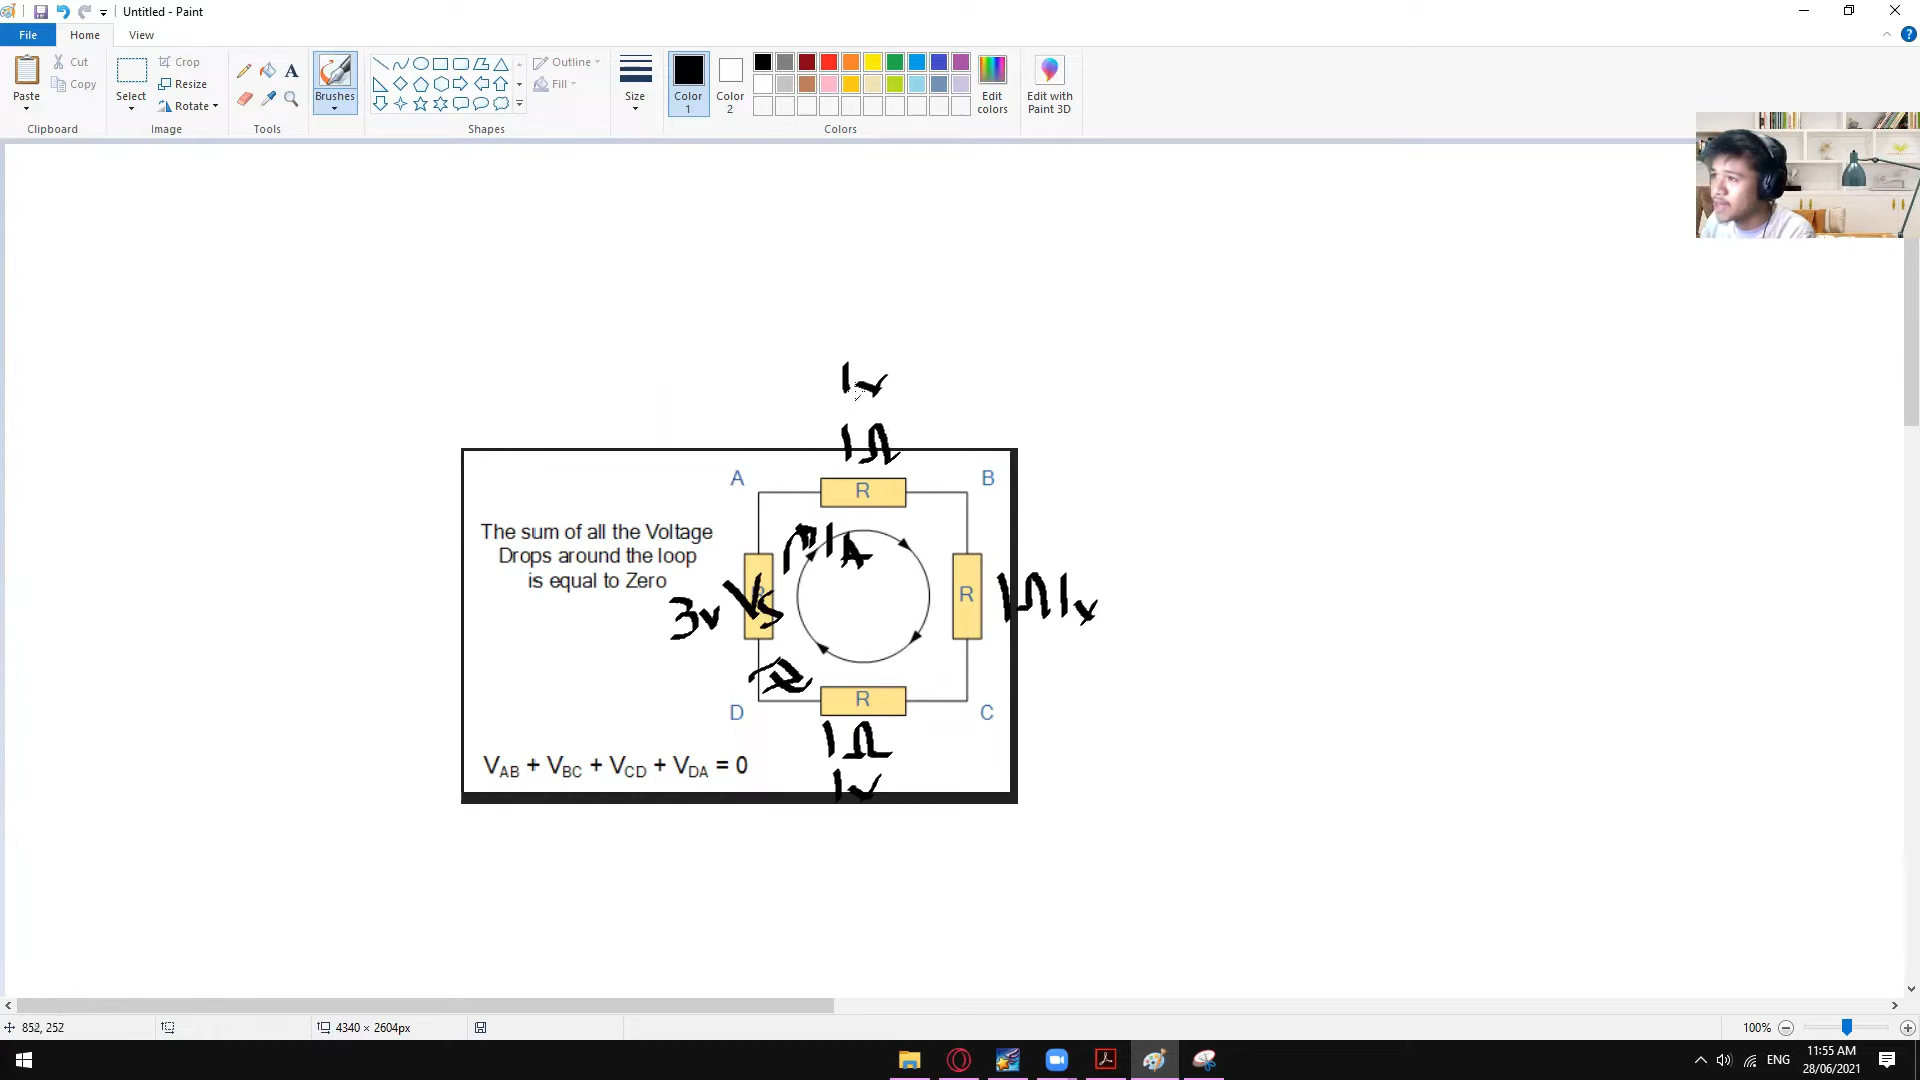 Untitled - Paint
File
Home
View
Paste
Cut
Copy
Clipboard
Select
Crop
Resize
Rotate
Image
Tools
Brushes
Shapes
Outline
Fill
Size
Color
1
Color
2
Edit
colors
Edit with
Paint 3D
Colors
1v
1Ω
A
R
B
The sum of all the Voltage
Drops around the loop
is equal to Zero
1A
3v Vs
R
1Ω 1v
D
R
C
1Ω
VAB + VBC + VCD + VDA = 0
1v
852, 252
4340 × 2604px
100%
ENG
11:55 AM
28/06/2021